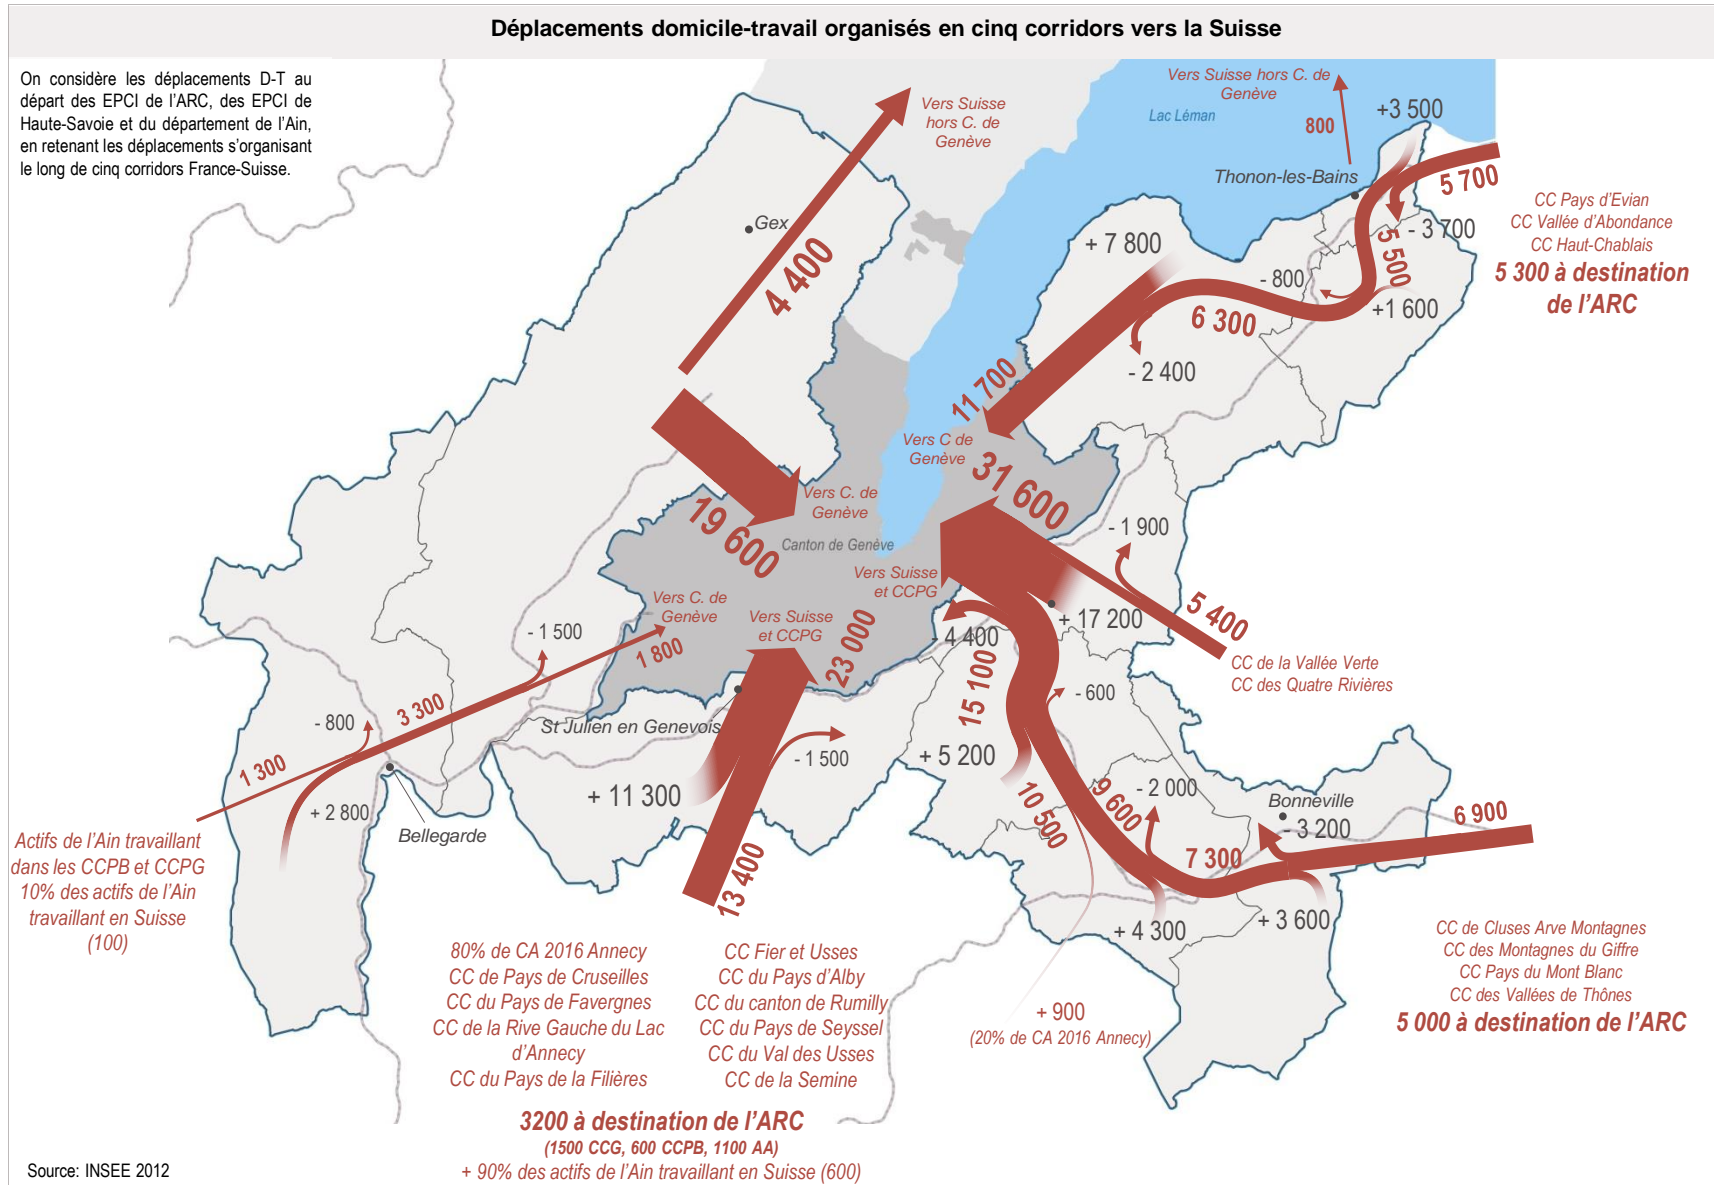 Déplacements domicile-travail organisés en cinq corridors vers la Suisse
On considère les déplacements D-T au
départ des EPCI de l'ARC, des EPCI de
Haute-Savoie et du département de l'Ain,
en retenant les déplacements s'organisant
le long de cinq corridors France-Suisse.
Vers Suisse
hors C. de
Genève
Vers Suisse hors C. de
Genève
Lac Léman
800
+3 500
Thonon-les-Bains
5 700
CC Pays d'Evian
CC Vallée d'Abondance
CC Haut-Chablais
5 300 à destination
de l'ARC
Gex
4 400
+ 7 800
- 3 700
5 500
- 800
+1 600
6 300
- 2 400
11 700
Vers C de
Genève
31 600
Vers C. de
Genève
19 600
Canton de Genève
- 1 900
Vers Suisse
et CCPG
5 400
Vers C. de
Genève
Vers Suisse
et CCPG
23 000
+ 17 200
- 4 400
- 1 500
1 800
15 100
CC de la Vallée Verte
CC des Quatre Rivières
- 600
3 300
- 800
St Julien en Genevois
1 300
- 1 500
+ 5 200
+ 11 300
+ 2 800
Bellegarde
10 500
9 600
- 2 000
Bonneville
- 3 200
6 900
7 300
Actifs de l'Ain travaillant
dans les CCPB et CCPG
10% des actifs de l'Ain
travaillant en Suisse
(100)
13 400
+ 4 300
+ 3 600
80% de CA 2016 Annecy
CC de Pays de Cruseilles
CC du Pays de Favergnes
CC de la Rive Gauche du Lac
d'Annecy
CC du Pays de la Filières
CC Fier et Usses
CC du Pays d'Alby
CC du canton de Rumilly
CC du Pays de Seyssel
CC du Val des Usses
CC de la Semine
+ 900
(20% de CA 2016 Annecy)
CC de Cluses Arve Montagnes
CC des Montagnes du Giffre
CC Pays du Mont Blanc
CC des Vallées de Thônes
5 000 à destination de l'ARC
3200 à destination de l'ARC
(1500 CCG, 600 CCPB, 1100 AA)
+ 90% des actifs de l'Ain travaillant en Suisse (600)
Source: INSEE 2012